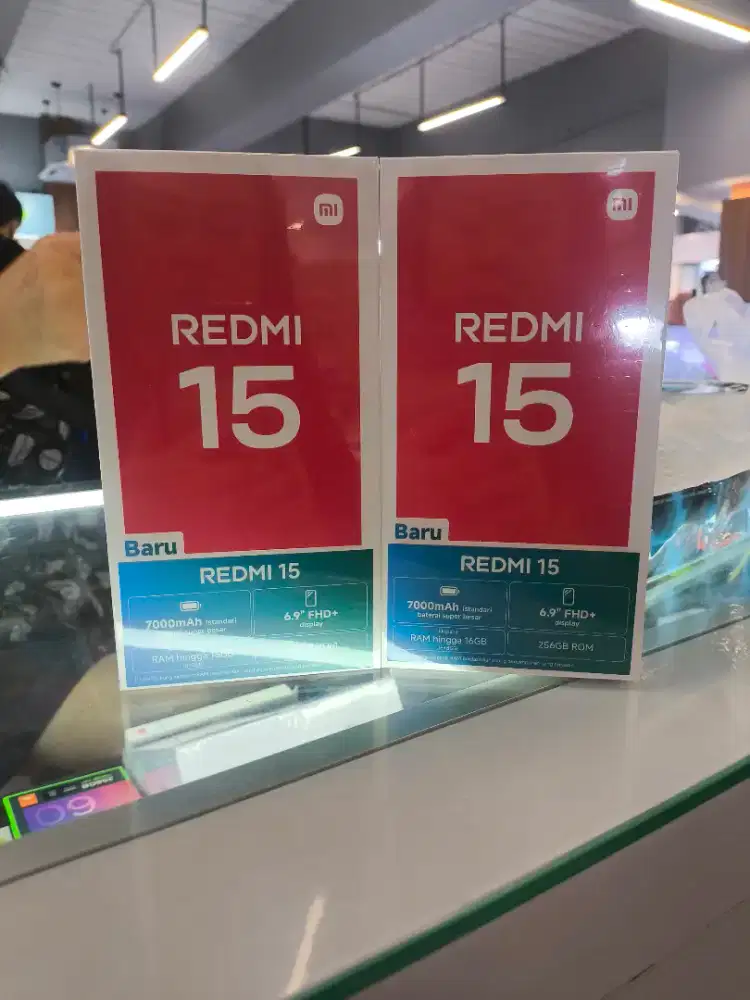 mi
REDMI
15
Baru
REDMI 15
7000mAh
6.9" FHD+
display
RAM hingga
mi
REDMI
15
Baru
REDMI 15
7000mAh (standar)
baterai super besar
6.9" FHD+
display
RAM hingga 16GB
256GB ROM